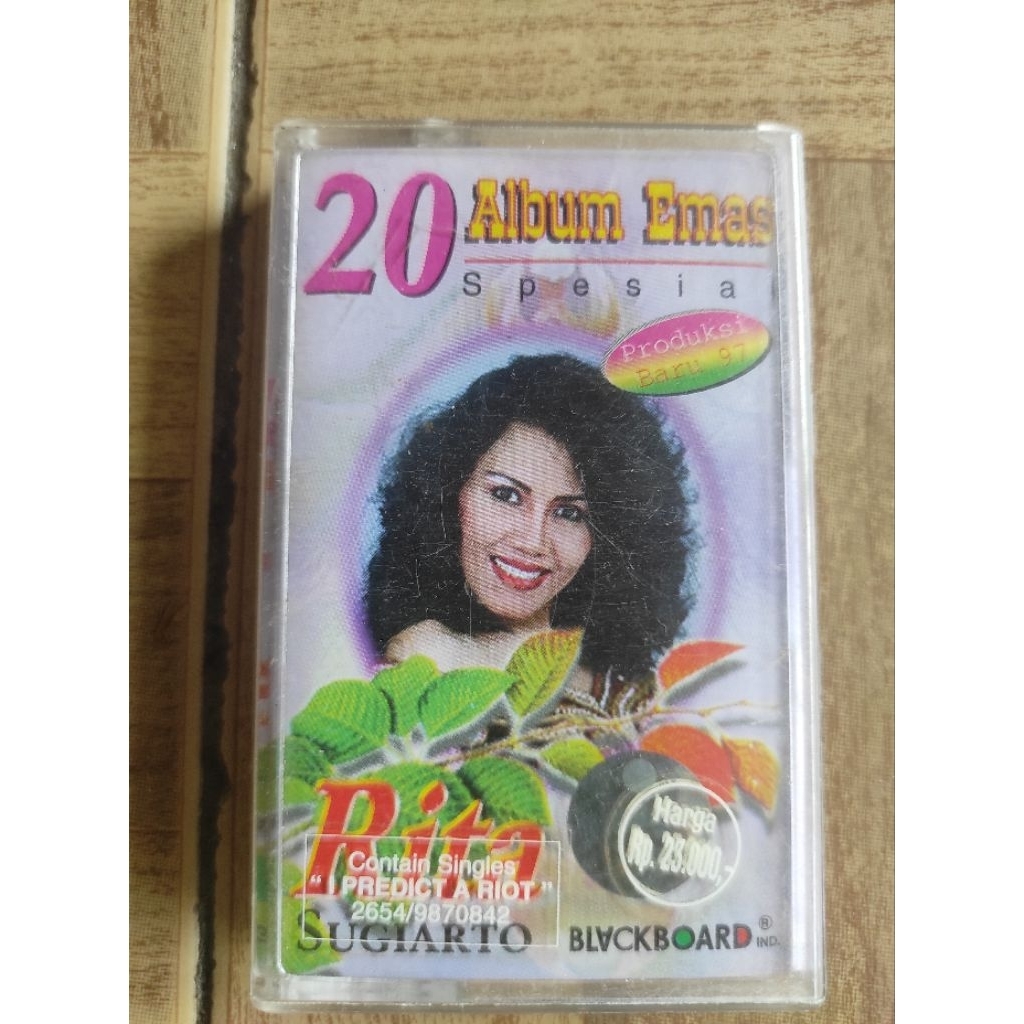 20 Album Emas
Spesial
Produksi
Baru 97
Rita
SUGIARTO
Contain Singles
“ I PREDICT A RIOT ”
2654/9870842
Harga
Rp. 25.000,-
BLACKBOARD ® IND.